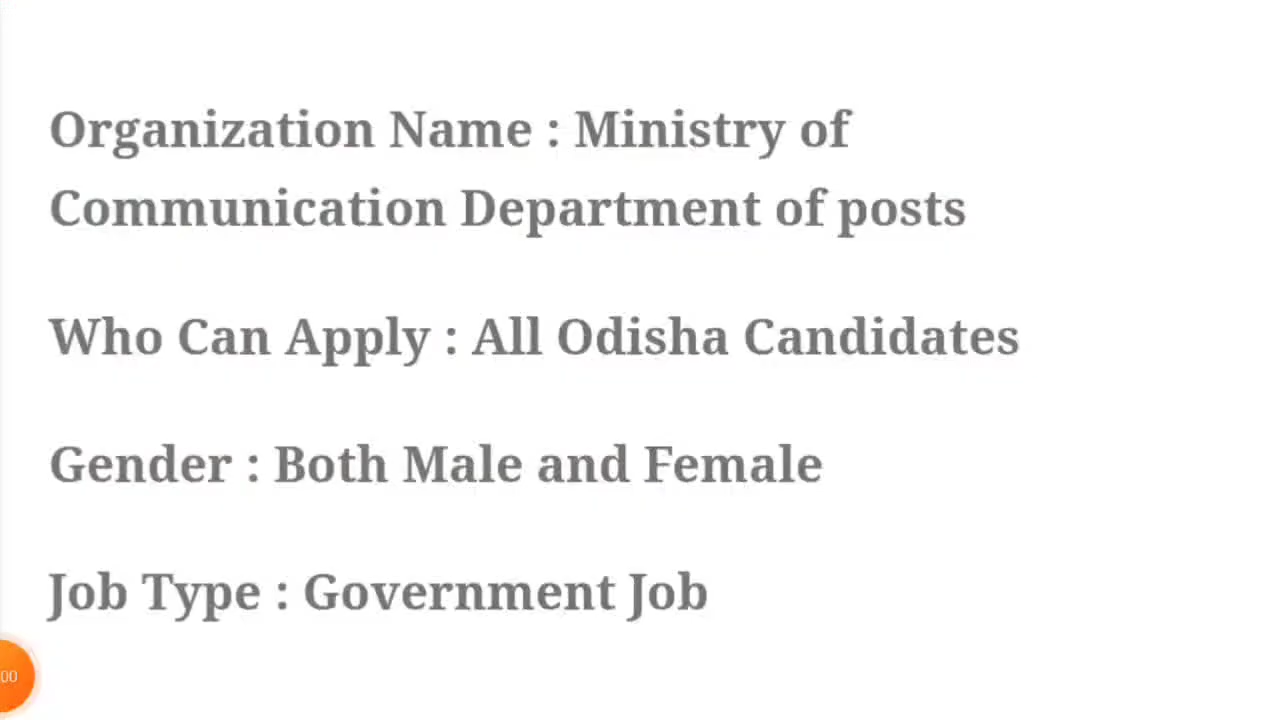 Organization Name : Ministry of
Communication Department of posts
Who Can Apply : All Odisha Candidates
Gender : Both Male and Female
Job Type : Government Job
00